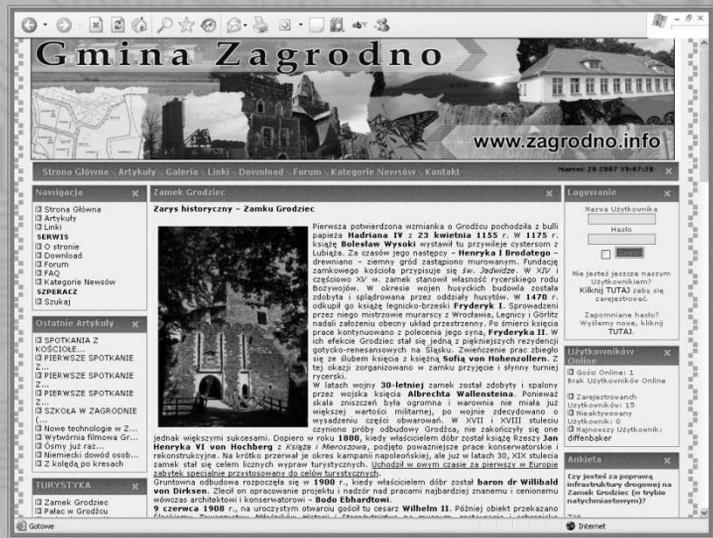 Gmina Zagrodno
www.zagrodno.info
Strona Główna Artykuły Galeria Linki Download Forum Kategorie Newsów Kontakt
Marzec 20 2007 19:07:28
Nawigacja
Strona Główna
Artykuły
Linki
SERWIS
O stronie
Download
Forum
FAQ
Kategorie Newsów
SZPERACZ
Szukaj
Ostatnie Artykuły
SPOTKANIA Z
KOŚCIOŁE...
PIERWSZE SPOTKANIE
Z...
PIERWSZE SPOTKANIE
Z...
PIERWSZE SPOTKANIE
Z...
SZKOŁA W ZAGRODNIE
(...
Nowe technologie w Z...
Wytwórnia filmowa Gr...
Ósmy już raz...
Niemiecki dowód osob...
Z kolędą po kresach
TURYSTYKA
Zamek Grodziec
Pałac w Grodźcu
Zamek Grodziec
Zarys historyczny – Zamku Grodziec
Pierwsza potwierdzona wzmianka o Grodźcu pochodziła z bulli
papieża Hadriana IV z 23 kwietnia 1155 r. W 1175 r.
książę Bolesław Wysoki wystawił tu przywileje cystersom z
Lubiąża. Za czasów jego następcy – Henryka I Brodatego –
drewniano – ziemny gród zastąpiono murowanym. Fundację
zamkowego kościoła przypisuje się św. Jadwidze. W XIV i
częściowo XV w. zamek stanowił własność rycerskiego rodu
Bożywojów. W okresie wojen husyckich budowla została
zdobyta i splądrowana przez oddziały husytów. W 1470 r.
odkupił go książę legnicko-brzeski Fryderyk I. Sprowadzeni
przez niego mistrzowie murarscy z Wrocławia, Legnicy i Görlitz
nadali założeniu obecny układ przestrzenny. Po śmierci księcia
prace kontynuowano z polecenia jego syna, Fryderyka II. W
ich efekcie Grodziec stał się jedną z piękniejszych rezydencji
gotycko-renesansowych na Śląsku. Zwieńczenie prac zbiegło
się ze ślubem księcia z księżną Sofią von Hohenzollern. Z
tej okazji zorganizowano w zamku przyjęcie i słynny turniej
rycerski.
W latach wojny 30-letniej zamek został zdobyty i spalony
przez wojska księcia Albrechta Wallensteina. Ponieważ
skala zniszczeń była ogromna i warownia nie miała już
większej wartości militarnej, po wojnie zdecydowano o
wysadzeniu części obwarowań. W XVII i XVIII stuleciu
czyniono próby odbudowy Grodźca, nie zakończyły się one
jednak większymi sukcesami. Dopiero w roku 1800, kiedy właścicielem dóbr został książę Rzeszy Jan
Henryka VI von Hochberg z Książa i Mieroszowa, podjęto poważniejsze prace konserwatorskie i
rekonstrukcyjne. Na krótko przerwał je okres kampanii napoleońskiej, ale już w latach 30, XIX stulecia
zamek stał się celem licznych wypraw turystycznych. Uchodził w owym czasie za pierwszy w Europie
zabytek specjalnie przystosowany do celów turystycznych.
Gruntowna odbudowa rozpoczęła się w 1900 r., kiedy właścicielem dóbr został baron dr Willibald
von Dirksen. Zlecił on opracowanie projektu i nadzór nad pracami najbardziej znanemu i cenionemu
wówczas architektowi i konserwatorowi – Bodo Ebhardtowi.
9 czerwca 1908 r., na uroczystym otwarciu gościł tu cesarz Wilhelm II. Później obiekt przekazano
Logowanie
Nazwa Użytkownika
Hasło
Nie jesteś jeszcze naszym
Użytkownikiem?
Kilknij TUTAJ żeby się
zarejestrować.
Zapomniane hasło?
Wyślemy nowe, kliknij
TUTAJ.
Użytkowników
Online
Gości Online: 1
Brak Użytkowników Online
Zarejestrowanch
Użytkowników: 15
Nieaktywowany
Użytkownik: 0
Najnowszy Użytkownik:
diffenbaker
Ankieta
Czy jesteś za poprawą
infrastruktury drogowej na
Zamek Grodziec (w trybie
natychmiastowym)?
Gotowe
Internet